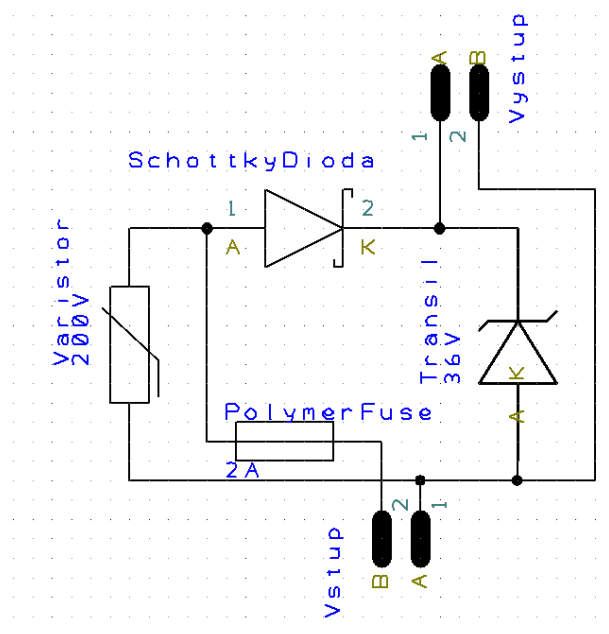 A
B
Vystup
1
2
SchottkyDioda
1
2
A
K
Varistor
200V
Transil
36V
K
A
PolymerFuse
2A
2
1
Vstup
B
A